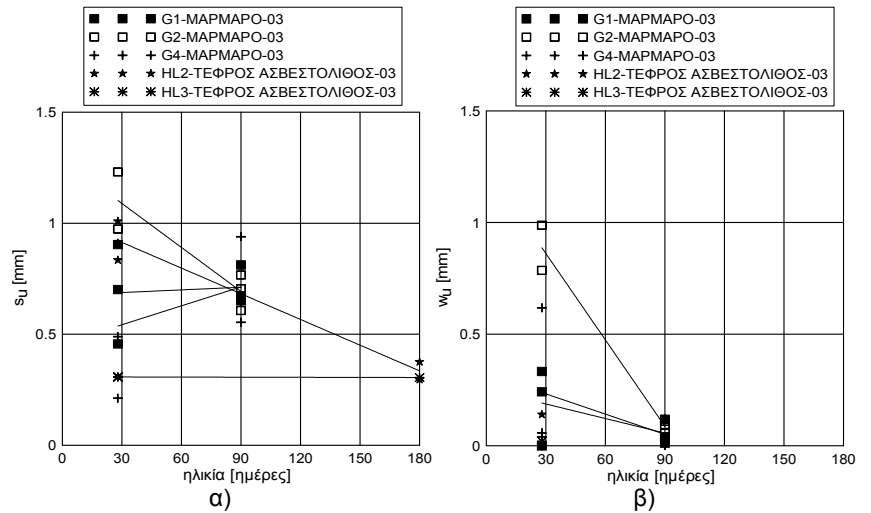 G1-ΜΑΡΜΑΡΟ-03
G2-ΜΑΡΜΑΡΟ-03
G4-ΜΑΡΜΑΡΟ-03
HL2-ΤΕΦΡΟΣ ΑΣΒΕΣΤΟΛΙΘΟΣ-03
HL3-ΤΕΦΡΟΣ ΑΣΒΕΣΤΟΛΙΘΟΣ-03
1.5
1
0.5
0
su [mm]
0 30 60 90 120 150 180
ηλικία [ημέρες]
α)
G1-ΜΑΡΜΑΡΟ-03
G2-ΜΑΡΜΑΡΟ-03
G4-ΜΑΡΜΑΡΟ-03
HL2-ΤΕΦΡΟΣ ΑΣΒΕΣΤΟΛΙΘΟΣ-03
HL3-ΤΕΦΡΟΣ ΑΣΒΕΣΤΟΛΙΘΟΣ-03
1.5
1
0.5
0
wu [mm]
0 30 60 90 120 150 180
ηλικία [ημέρες]
β)